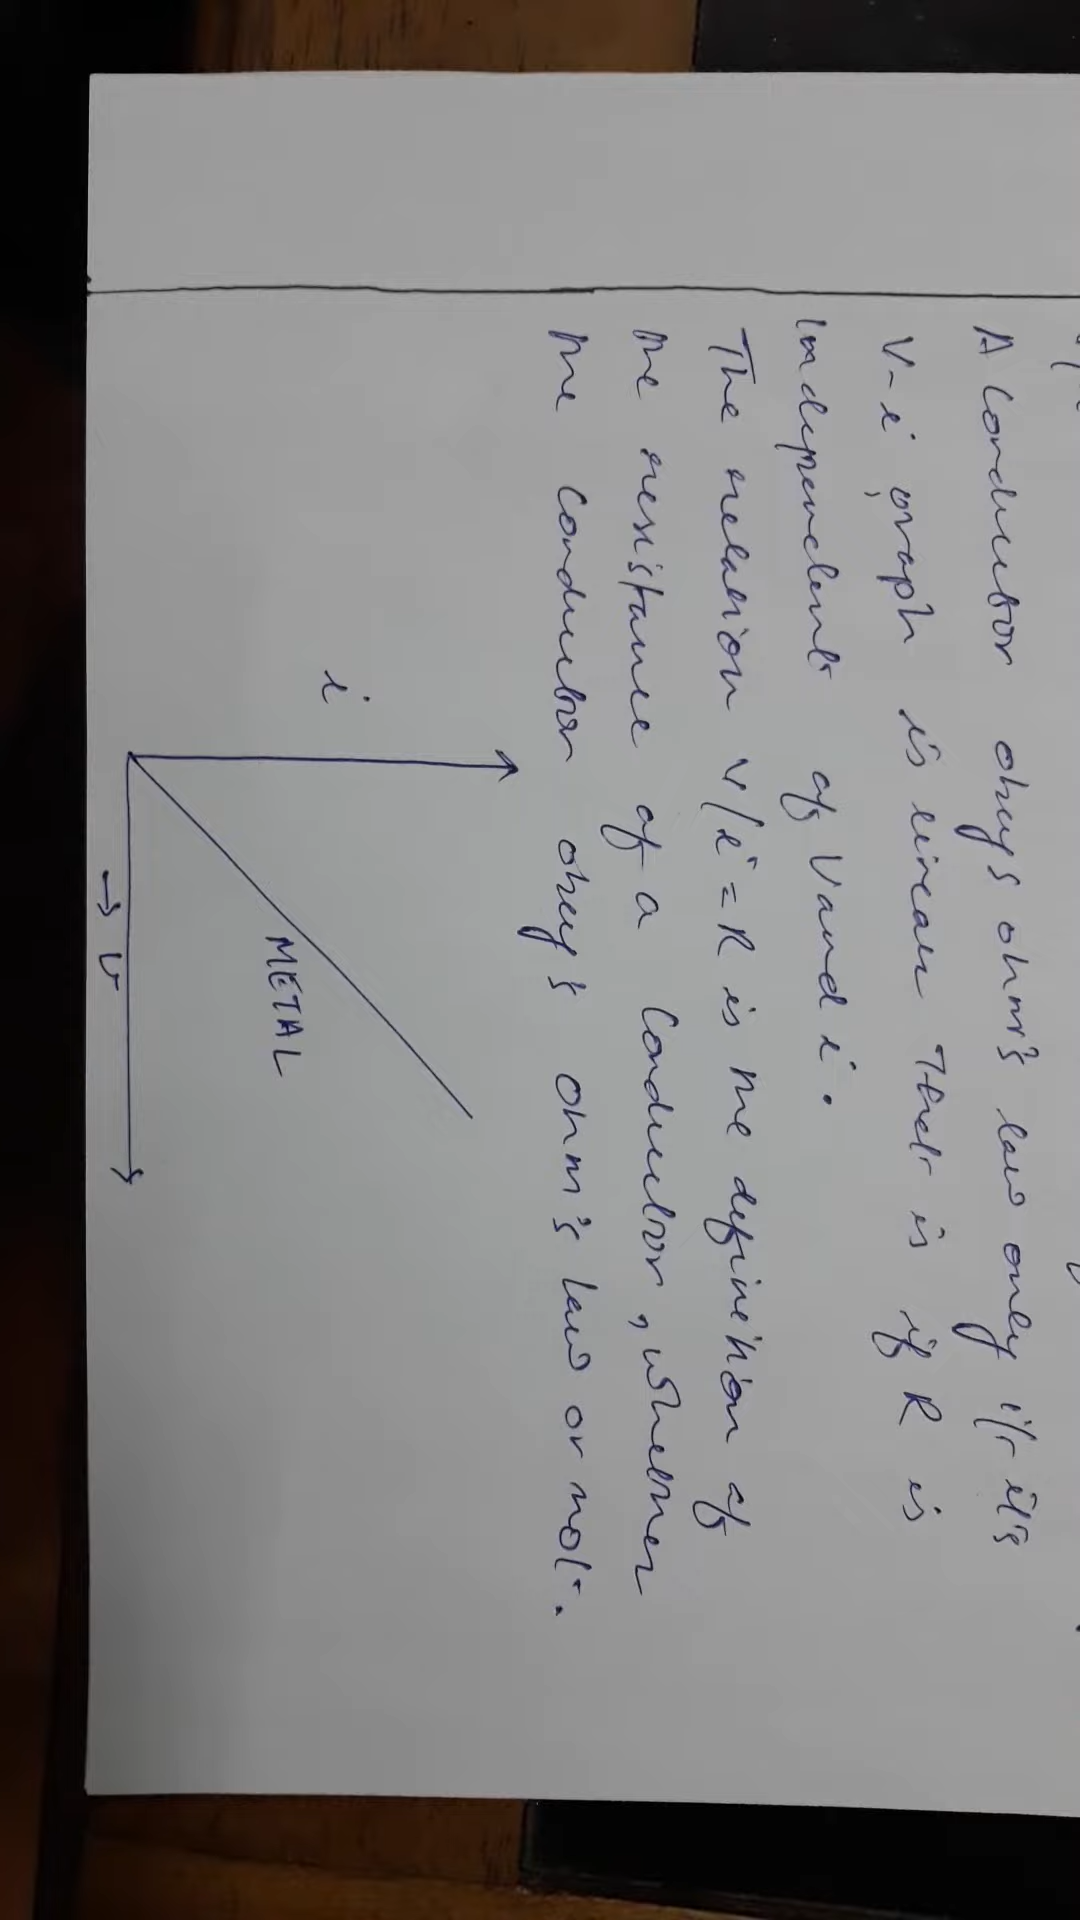 A Conductor obeys ohm's law only if it's
V-i graph is linear that is if R is
independent of V and i.
The relation V/i = R is the definition of
the resistance of a Conductor, whether
the conductor obey's ohm's law or not.
i
METAL
→ V